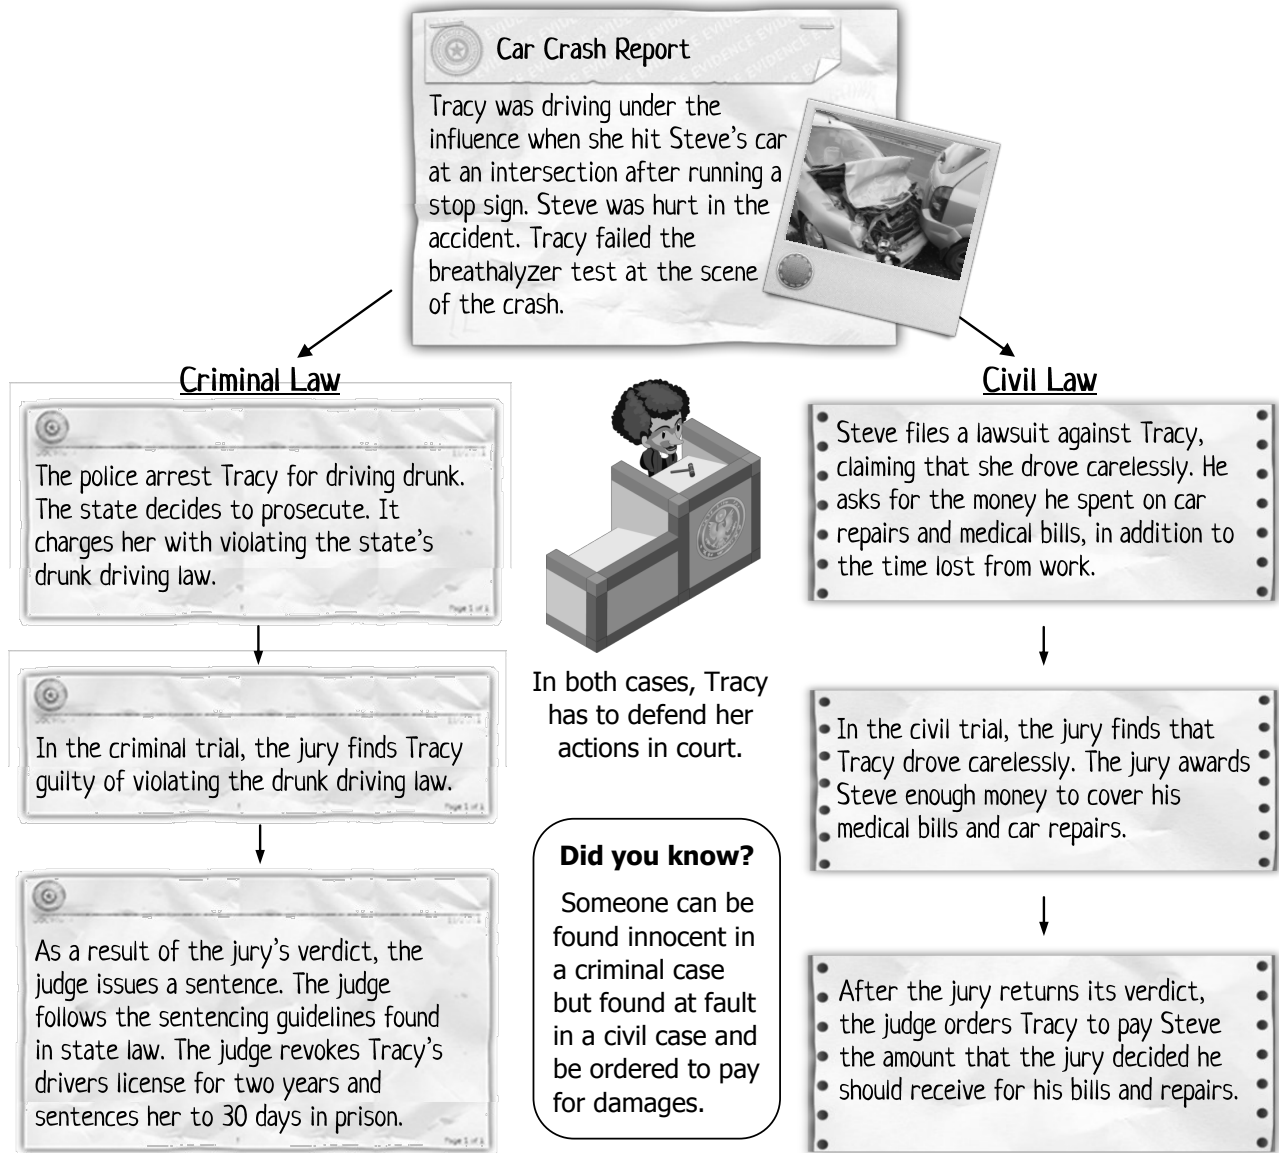 Car Crash Report
Tracy was driving under the
influence when she hit Steve's car
at an intersection after running a
stop sign. Steve was hurt in the
accident. Tracy failed the
breathalyzer test at the scene
of the crash.
Criminal Law
The police arrest Tracy for driving drunk.
The state decides to prosecute. It
charges her with violating the state's
drunk driving law.
Page 1 of 1
In the criminal trial, the jury finds Tracy
guilty of violating the drunk driving law.
Page 1 of 1
As a result of the jury's verdict, the
judge issues a sentence. The judge
follows the sentencing guidelines found
in state law. The judge revokes Tracy's
drivers license for two years and
sentences her to 30 days in prison.
Page 1 of 1
In both cases, Tracy
has to defend her
actions in court.
Did you know?
Someone can be
found innocent in
a criminal case
but found at fault
in a civil case and
be ordered to pay
for damages.
Civil Law
Steve files a lawsuit against Tracy,
claiming that she drove carelessly. He
asks for the money he spent on car
repairs and medical bills, in addition to
the time lost from work.
In the civil trial, the jury finds that
Tracy drove carelessly. The jury awards
Steve enough money to cover his
medical bills and car repairs.
After the jury returns its verdict,
the judge orders Tracy to pay Steve
the amount that the jury decided he
should receive for his bills and repairs.